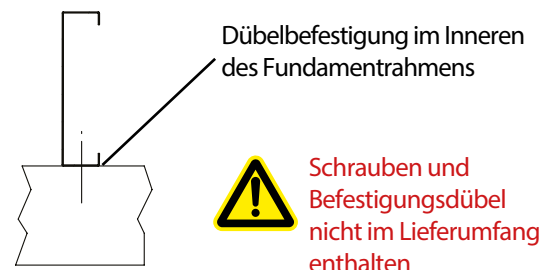 Dübelbefestigung im Inneren
des Fundamentrahmens
Schrauben und
Befestigungsdübel
nicht im Lieferumfang
enthalten